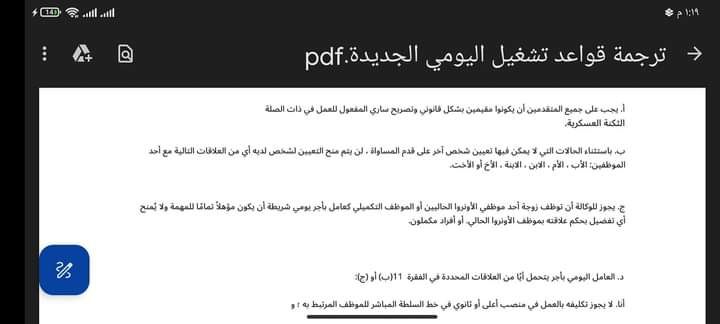 ١:١٩ م
14
ترجمة قواعد تشغيل اليومي الجديدة.pdf
أ. يجب على جميع المتقدمين أن يكونوا مقيمين بشكل قانوني وتصريح ساري المفعول للعمل في ذات الصلة
الثكنة العسكرية.
ب. باستثناء الحالات التي لا يمكن فيها تعيين شخص آخر على قدم المساواة ، لن يتم منح التعيين لشخص لديه أي من العلاقات التالية مع أحد
الموظفين: الأب ، الأم ، الابن ، الابنة ، الأخ أو الأخت.
ج. يجوز للوكالة أن توظف زوجة أحد موظفي الأونروا الحاليين أو الموظف التكميلي كعامل بأجر يومي شريطة أن يكون مؤهلاً تمامًا للمهمة ولا يُمنح
أي تفضيل بحكم علاقته بموظف الأونروا الحالي. أو أفراد مكملون.
د. العامل اليومي بأجر يتحمل أيًا من العلاقات المحددة في الفقرة 11(ب) أو (ج):
أنا. لا يجوز تكليفه بالعمل في منصب أعلى أو ثانوي في خط السلطة المباشر للموظف المرتبط به ؛ و